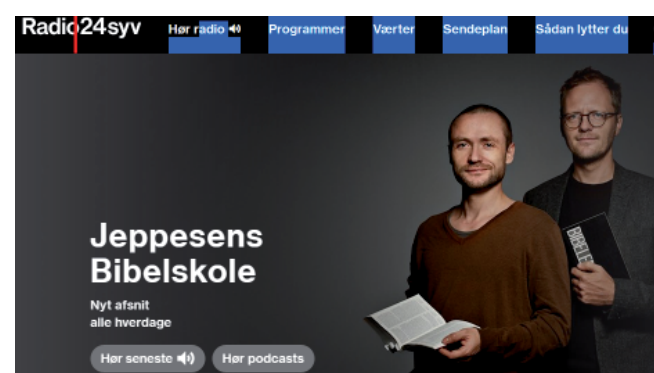 Radio24syv
Hør radio
Programmer
Værter
Sendeplan
Sådan lytter du
BIBELEN
Jeppesens
Bibelskole
Nyt afsnit
alle hverdage
Hør seneste
Hør podcasts